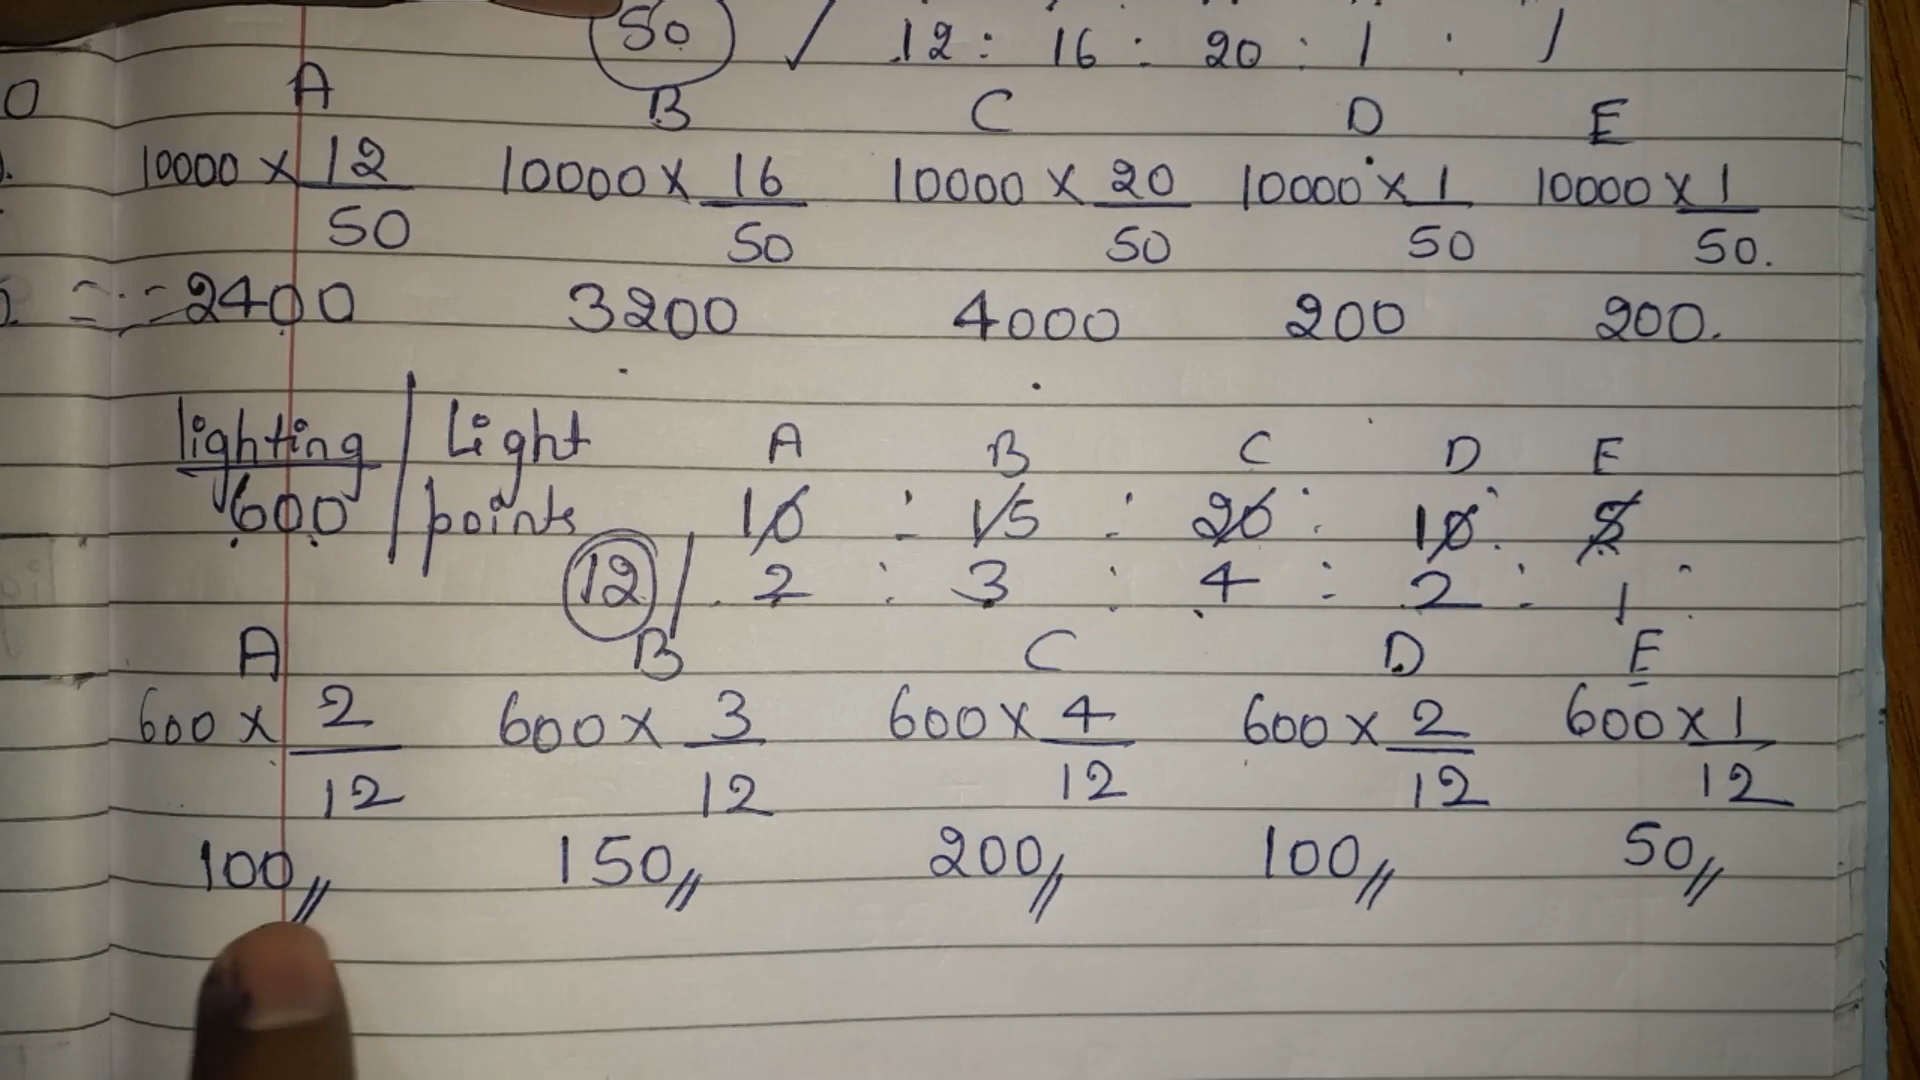 50 / 12 : 16 : 20 : 1 : 1
0 A B C D E
10000 × 12/50 10000 × 16/50 10000 × 20/50 10000 × 1/50 10000 × 1/50.
= = 2400 3200 4000 200 200.
lighting / Light A B C D E
600 / points 10 : 15 : 20 : 10 : 5
12 / 2 : 3 : 4 : 2 : 1
A B C D E
600 × 2/12 600 × 3/12 600 × 4/12 600 × 2/12 600 × 1/12
100,, 150,, 200,, 100,, 50,,